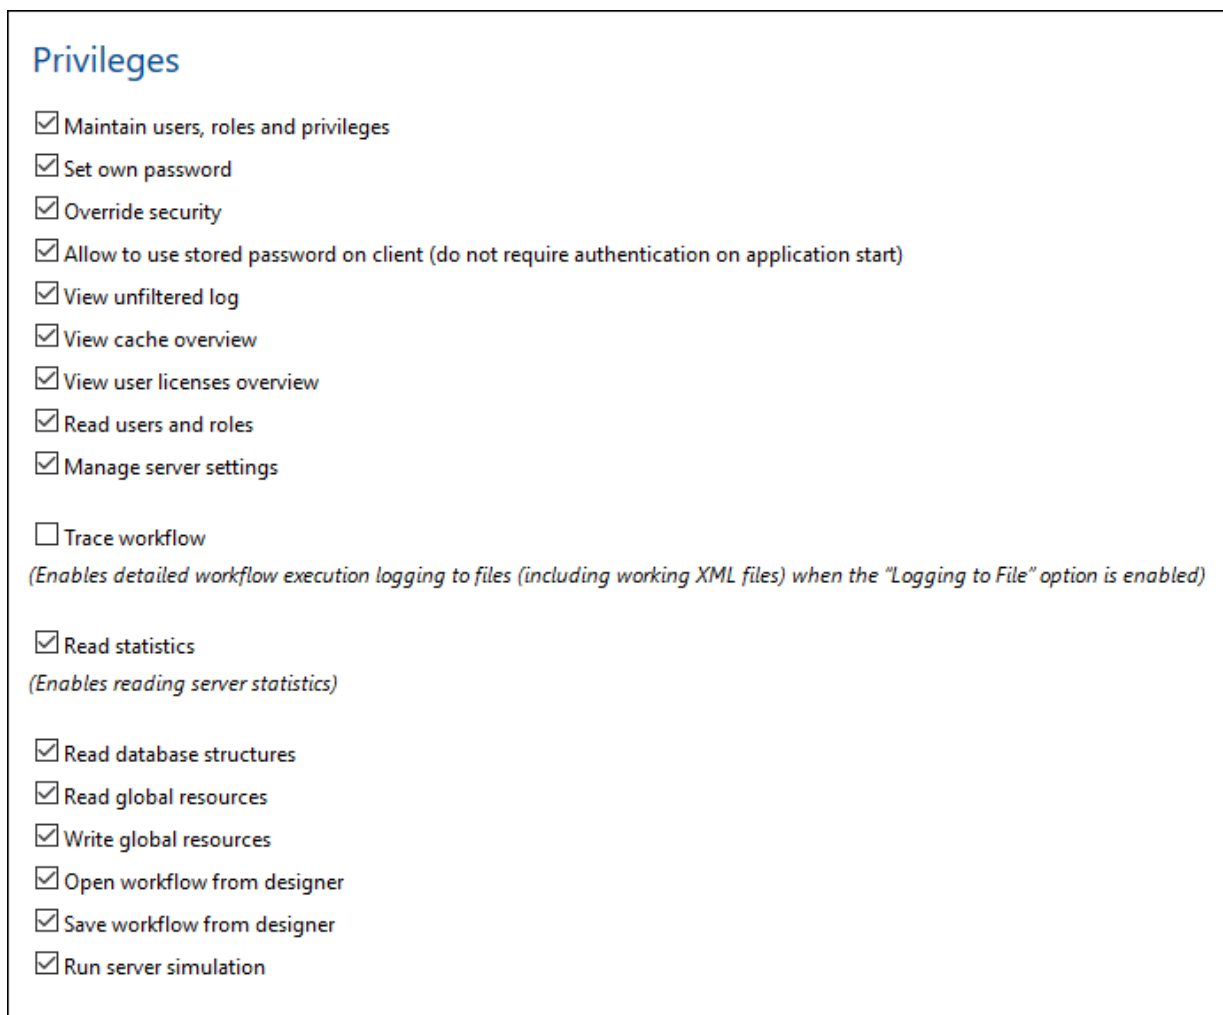 Privileges
Maintain users, roles and privileges
Set own password
Override security
Allow to use stored password on client (do not require authentication on application start)
View unfiltered log
View cache overview
View user licenses overview
Read users and roles
Manage server settings
Trace workflow
(Enables detailed workflow execution logging to files (including working XML files) when the “Logging to File” option is enabled)
Read statistics
(Enables reading server statistics)
Read database structures
Read global resources
Write global resources
Open workflow from designer
Save workflow from designer
Run server simulation